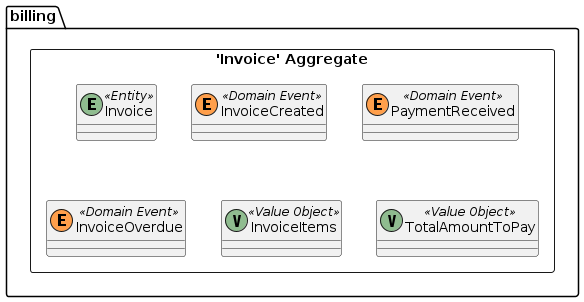 billing
'Invoice' Aggregate
E «Entity» Invoice
E «Domain Event» InvoiceCreated
E «Domain Event» PaymentReceived
E «Domain Event» InvoiceOverdue
V «Value Object» InvoiceItems
V «Value Object» TotalAmountToPay